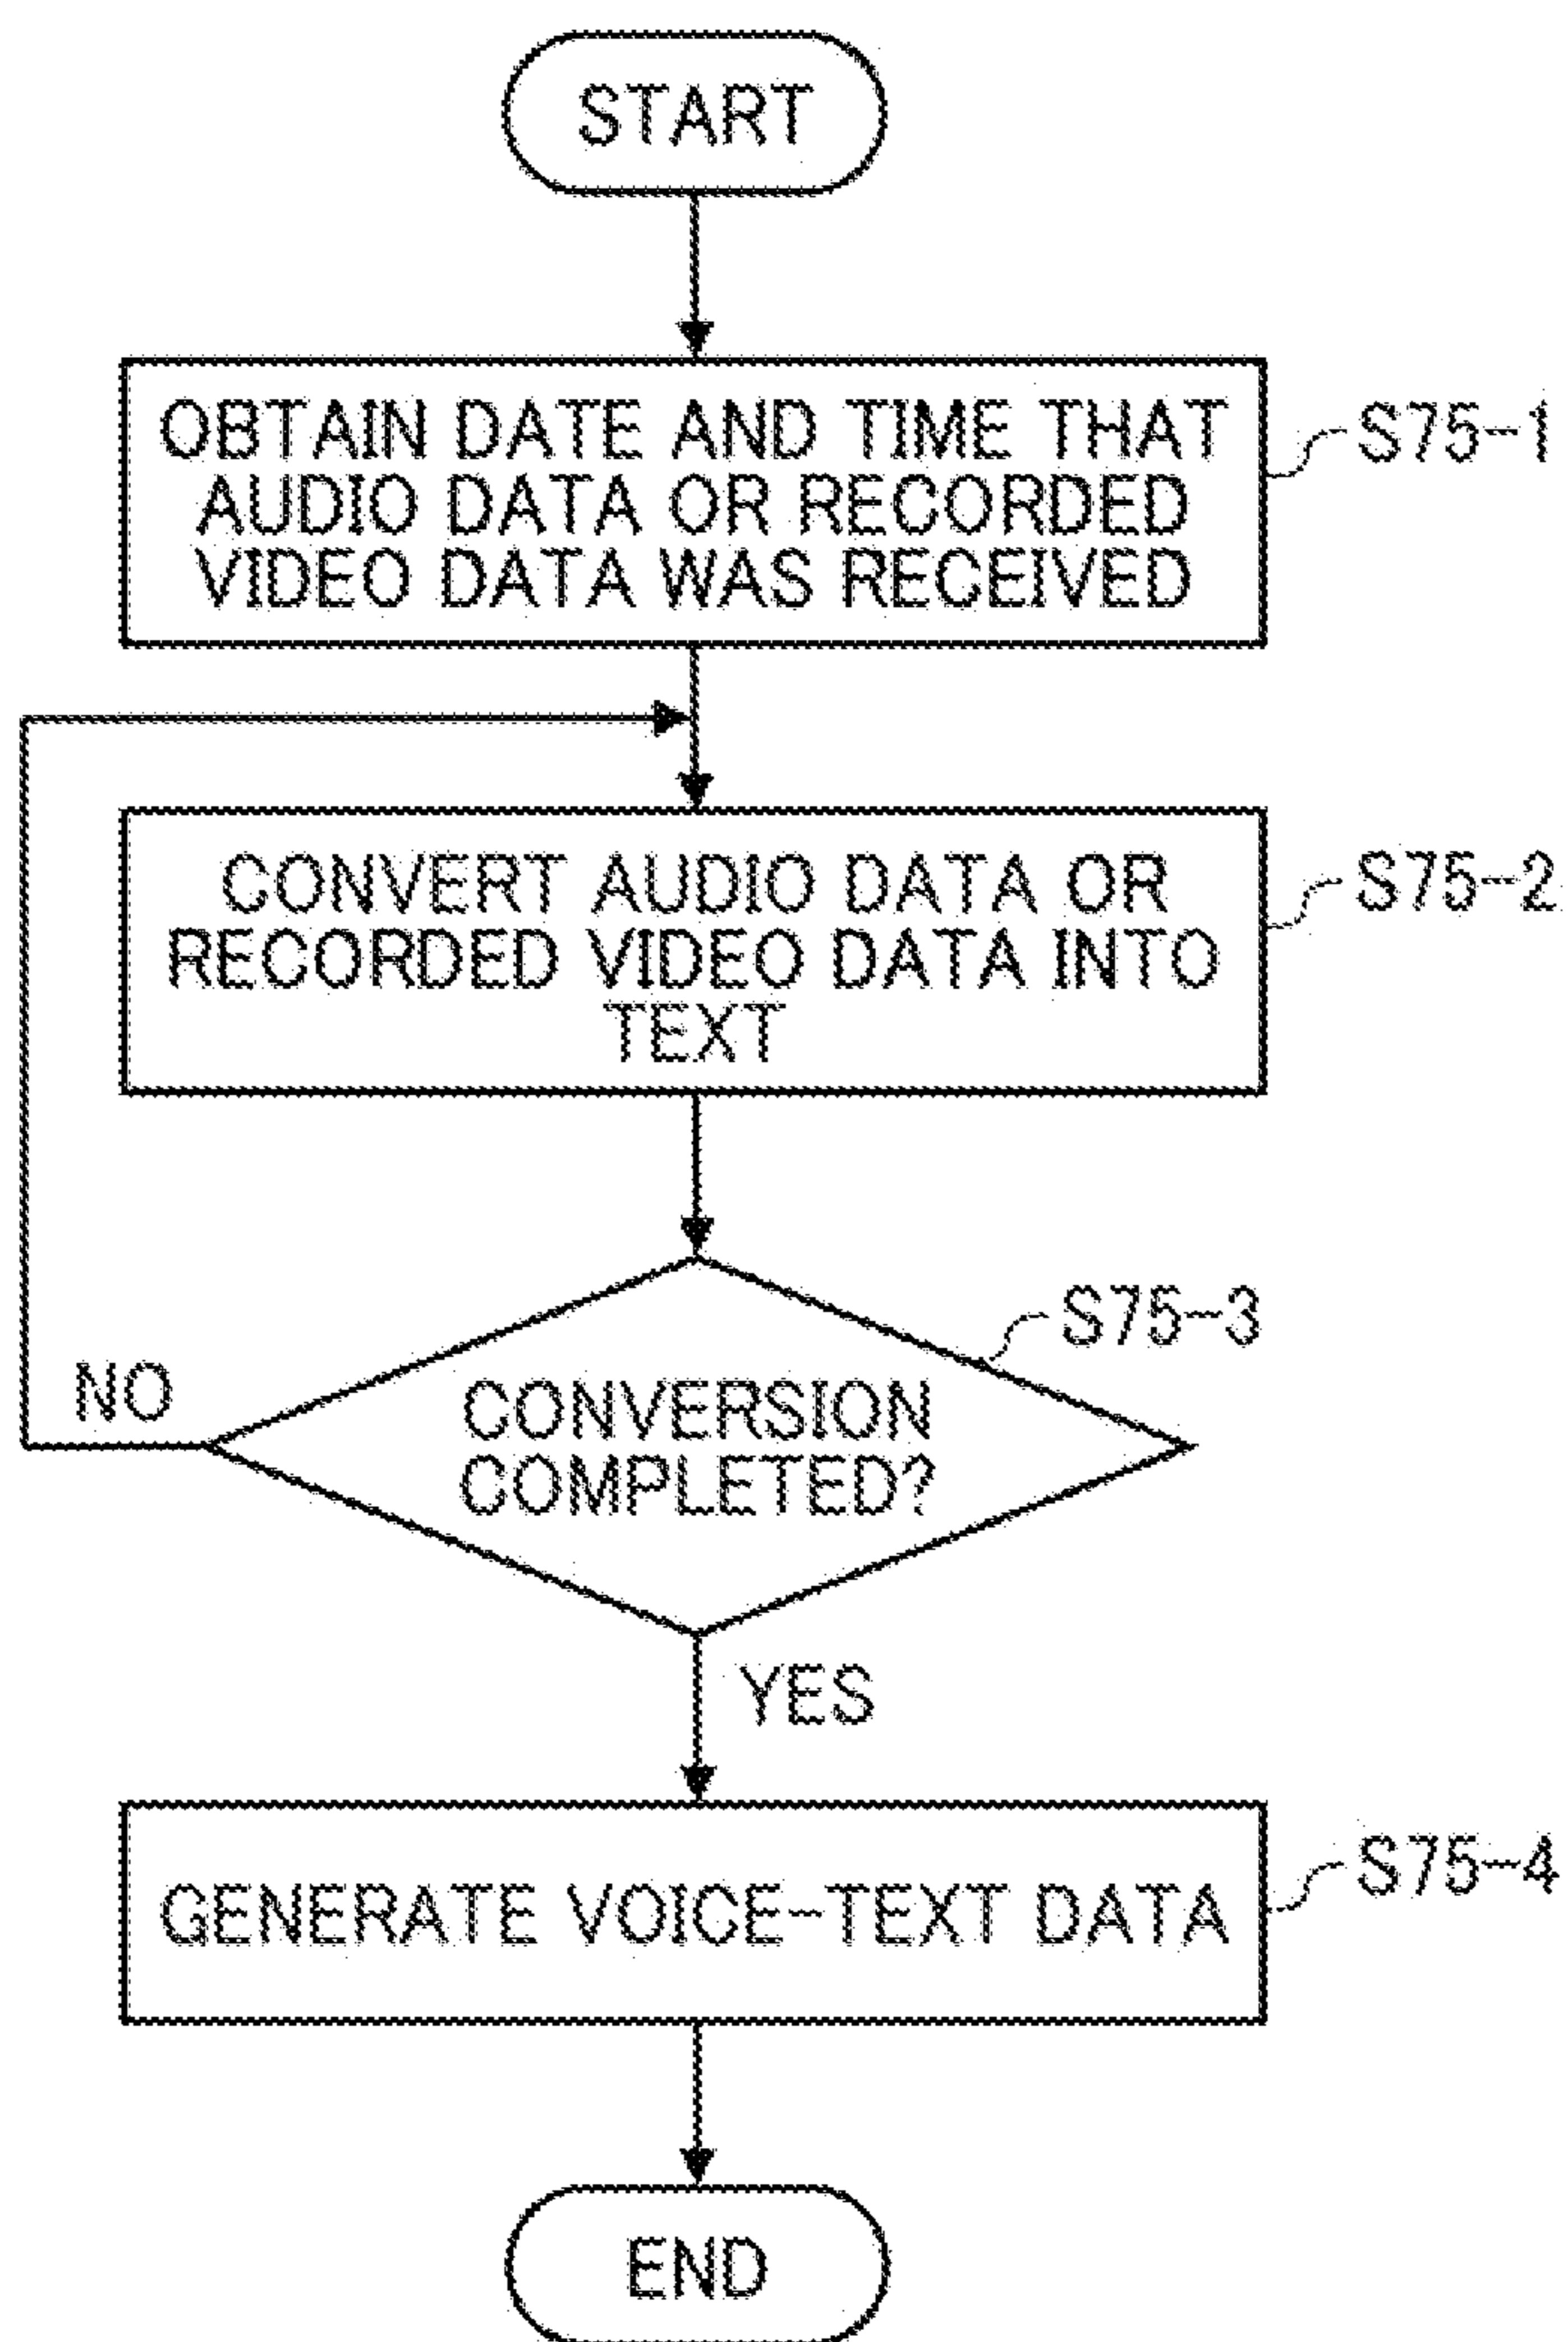 START
OBTAIN DATE AND TIME THAT
AUDIO DATA OR RECORDED
VIDEO DATA WAS RECEIVED
S75-1
CONVERT AUDIO DATA OR
RECORDED VIDEO DATA INTO
TEXT
S75-2
S75-3
CONVERSION
COMPLETED?
NO
YES
GENERATE VOICE-TEXT DATA
S75-4
END